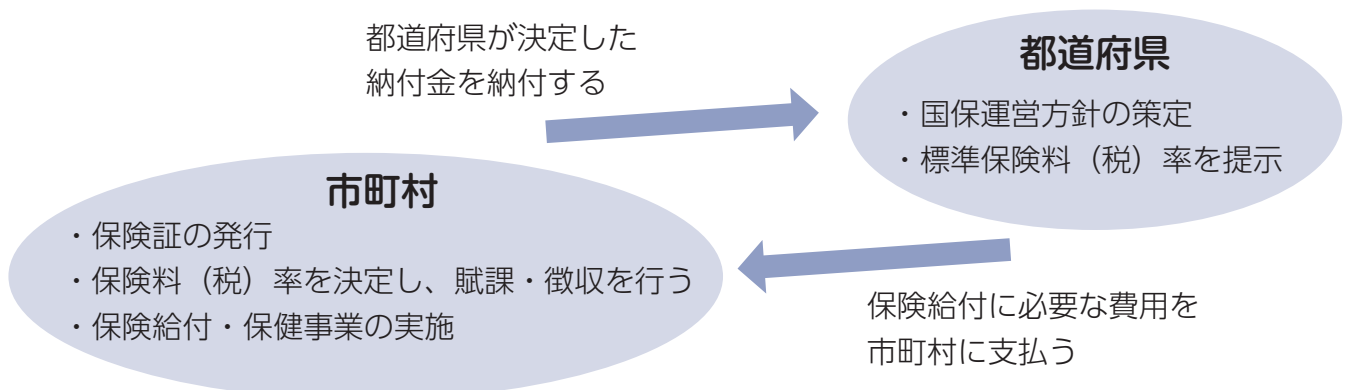 都道府県が決定した
納付金を納付する
都道府県
・国保運営方針の策定
・標準保険料（税）率を提示
市町村
・保険証の発行
・保険料（税）率を決定し、賦課・徴収を行う
・保険給付・保健事業の実施
保険給付に必要な費用を
市町村に支払う